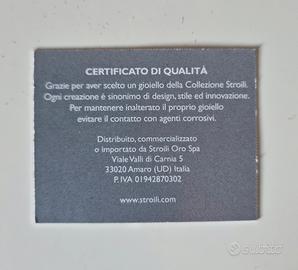 CERTIFICATO DI QUALITÀ
Grazie per aver scelto un gioiello della Collezione Stroili.
Ogni creazione è sinonimo di design, stile ed innovazione.
Per mantenere inalterato il proprio gioiello
evitare il contatto con agenti corrosivi.
Distribuito, commercializzato
o importato da Stroili Oro Spa
Viale Valli di Carnia 5
33020 Amaro (UD) Italia
P. IVA 01942870302
www.stroili.com
subito